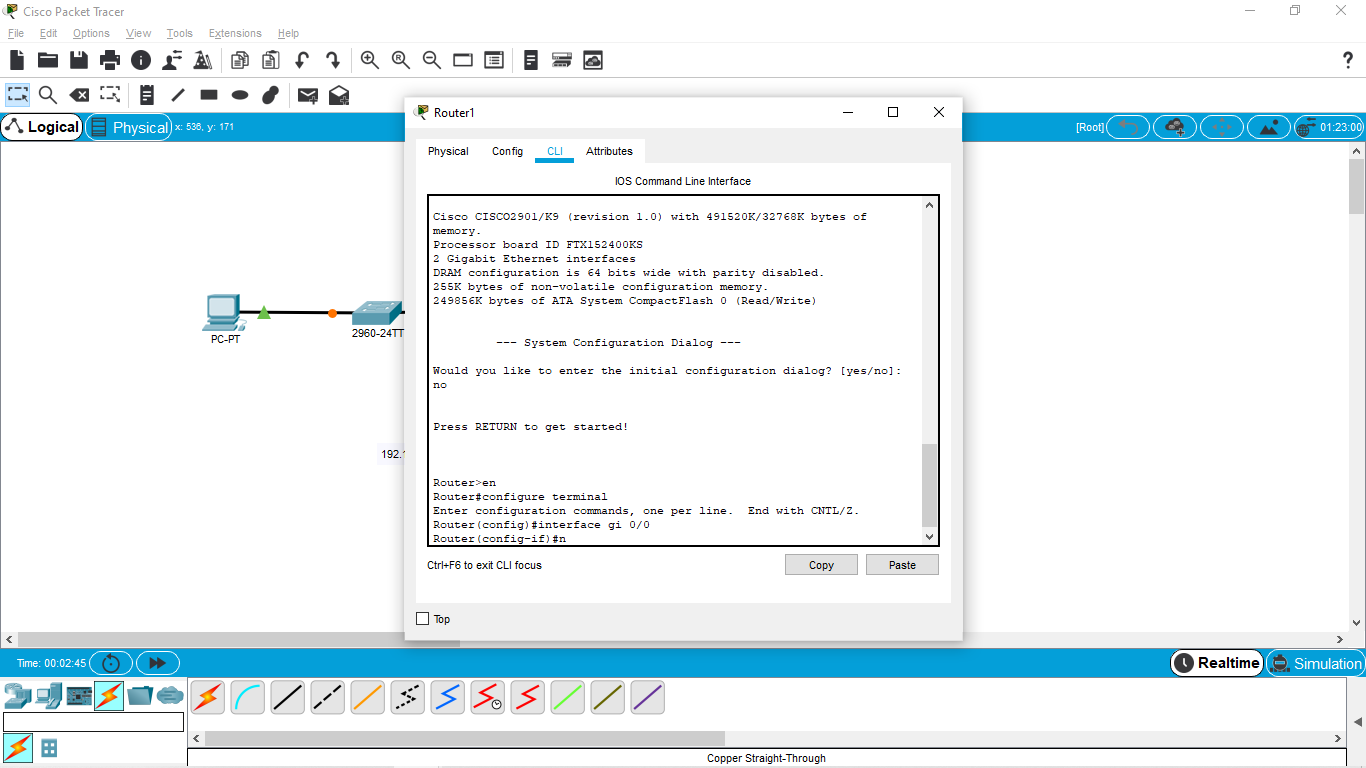 Cisco Packet Tracer
File Edit Options View Tools Extensions Help
R
?
Logical
Physical
x: 536, y: 171
[Root]
01:23:00
PC-PT
2960-24TT
192.1
Router1
Physical Config CLI Attributes
IOS Command Line Interface
Cisco CISCO2901/K9 (revision 1.0) with 491520K/32768K bytes of
memory.
Processor board ID FTX152400KS
2 Gigabit Ethernet interfaces
DRAM configuration is 64 bits wide with parity disabled.
255K bytes of non-volatile configuration memory.
249856K bytes of ATA System CompactFlash 0 (Read/Write)
--- System Configuration Dialog ---
Would you like to enter the initial configuration dialog? [yes/no]:
no
Press RETURN to get started!
Router>en
Router#configure terminal
Enter configuration commands, one per line.  End with CNTL/Z.
Router(config)#interface gi 0/0
Router(config-if)#n
Ctrl+F6 to exit CLI focus
Copy
Paste
Top
Time: 00:02:45
Realtime
Simulation
Copper Straight-Through